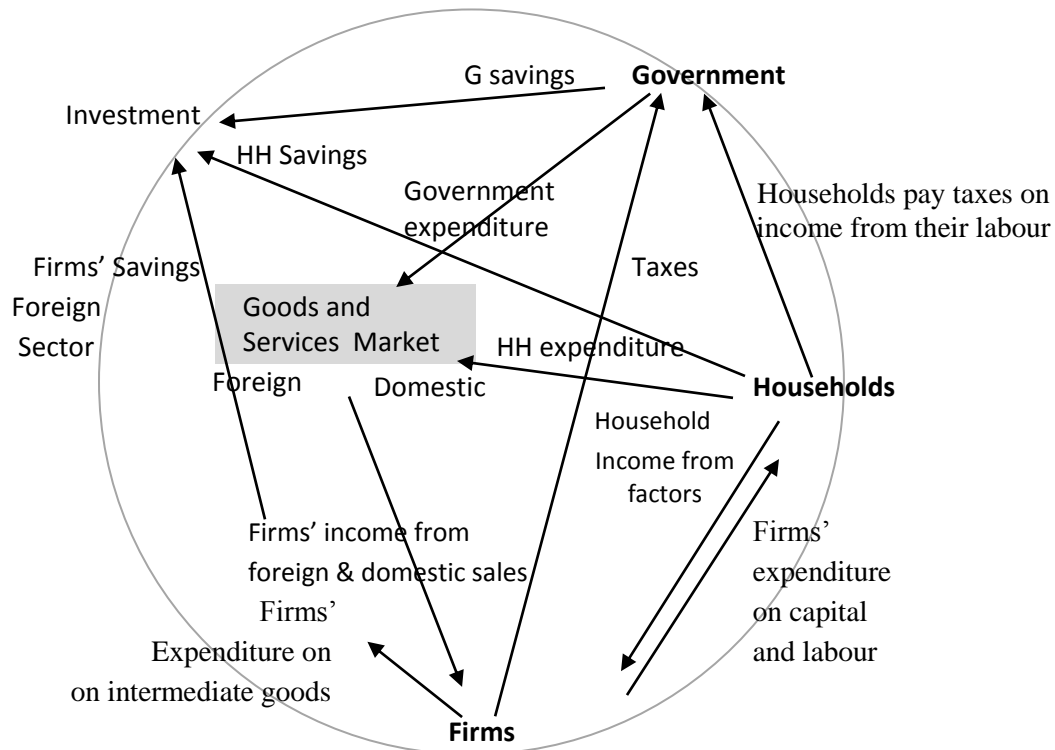 Government
G savings
Investment
HH Savings
Government
expenditure
Households pay taxes on
income from their labour
Taxes
Firms’ Savings
Foreign
Sector
Goods and
Services Market
HH expenditure
Foreign
Domestic
Households
Household
Income from
factors
Firms’ income from
foreign & domestic sales
Firms’
expenditure
on capital
and labour
Firms’
Expenditure on
on intermediate goods
Firms